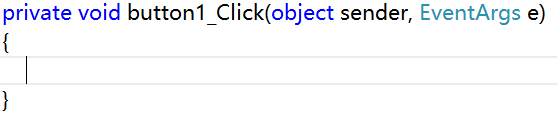 private void button1_Click(object sender, EventArgs e)
{
}